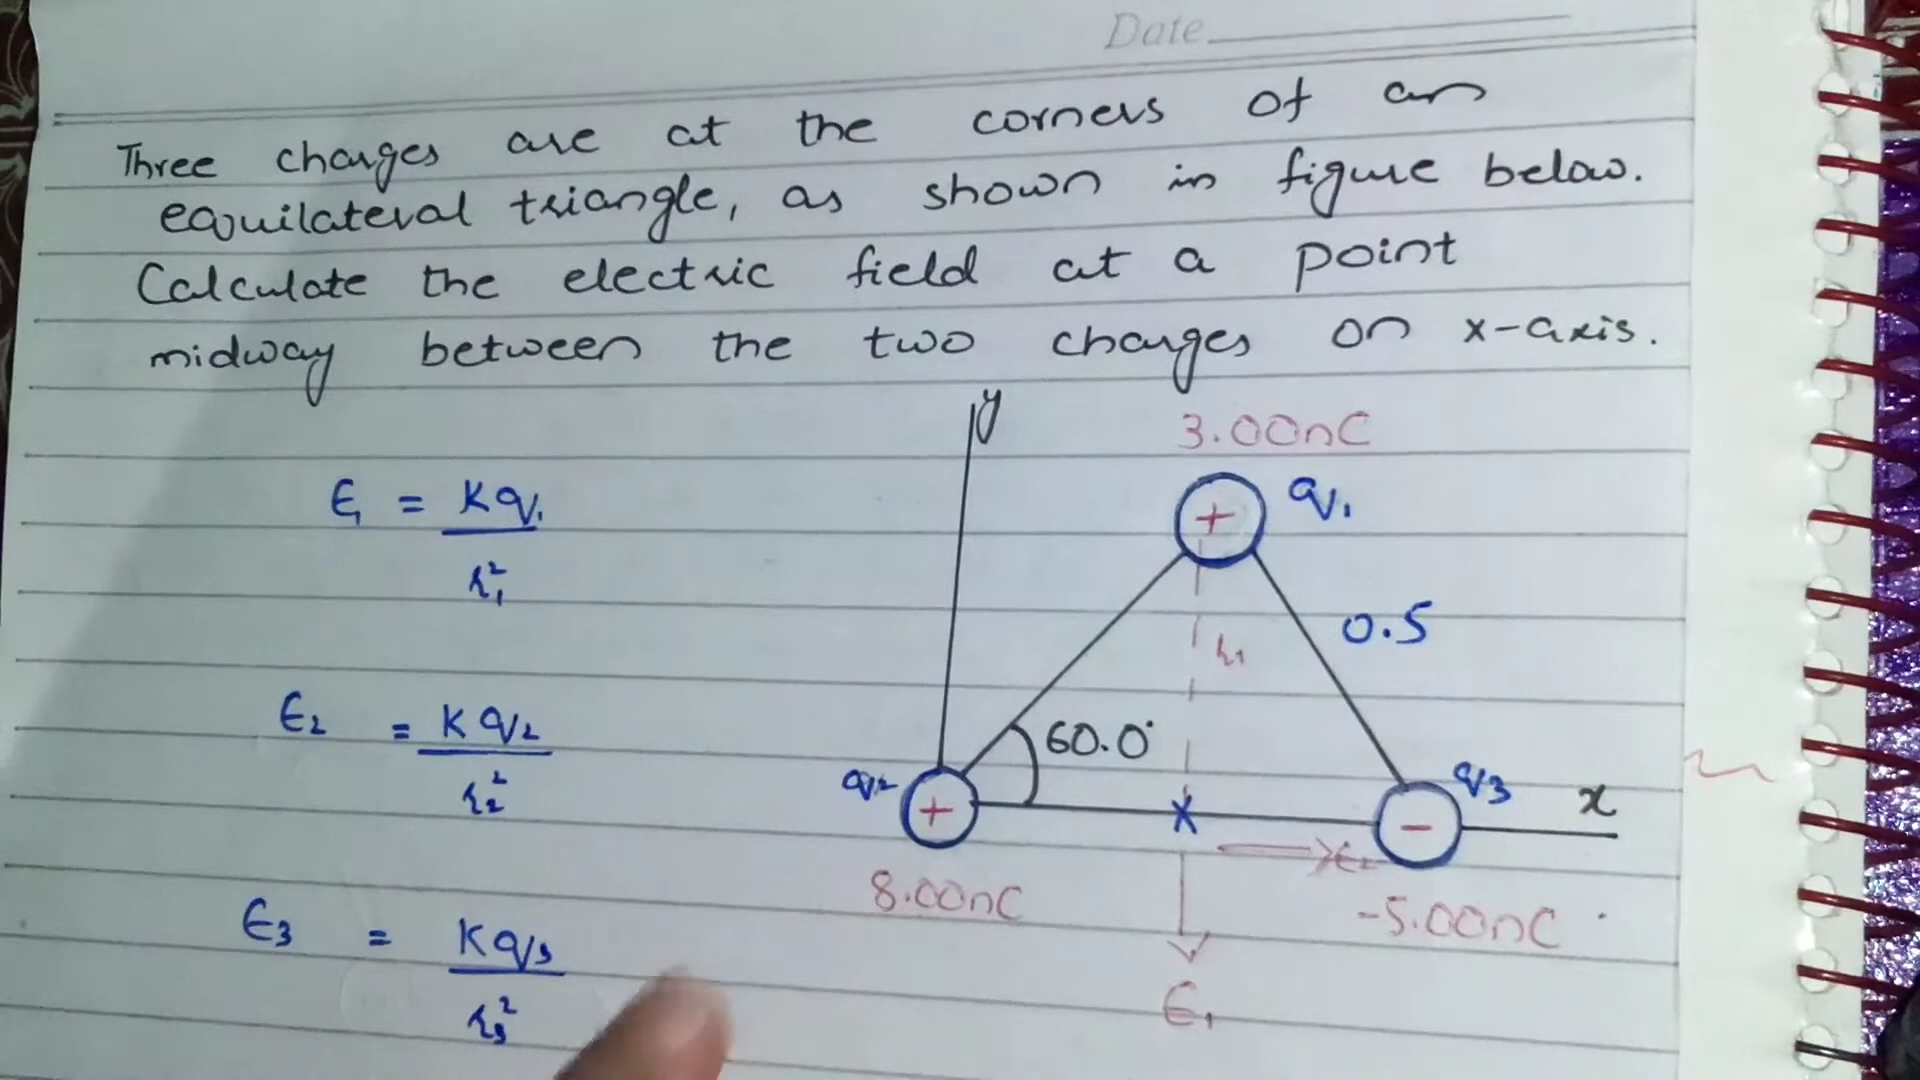 Date
Three charges are at the corners of an
equilateral triangle, as shown in figure below.
Calculate the electric field at a point
midway between the two charges on x-axis.
y
3.00nC
E1 = Kq1
r1²
+ q1
0.5
r1
E2 = Kq2
r2²
60.0°
q2
+
x
-
q3
x
E2
8.00nC
-5.00nC
E3 = Kq3
r3²
E1